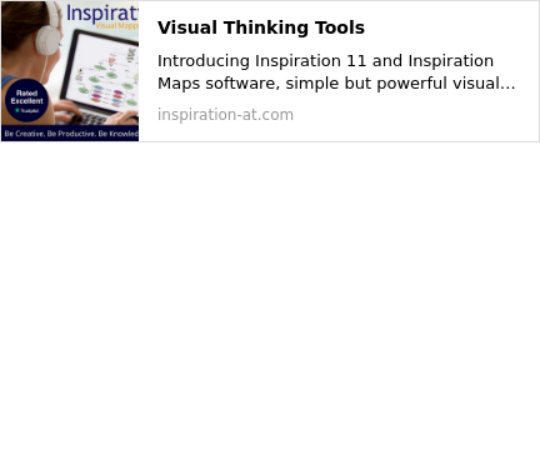 Inspirat
Visual Mapp
Rated
Excellent
Trustpilot
Be Creative. Be Productive. Be Knowled
Visual Thinking Tools
Introducing Inspiration 11 and Inspiration
Maps software, simple but powerful visual...
inspiration-at.com